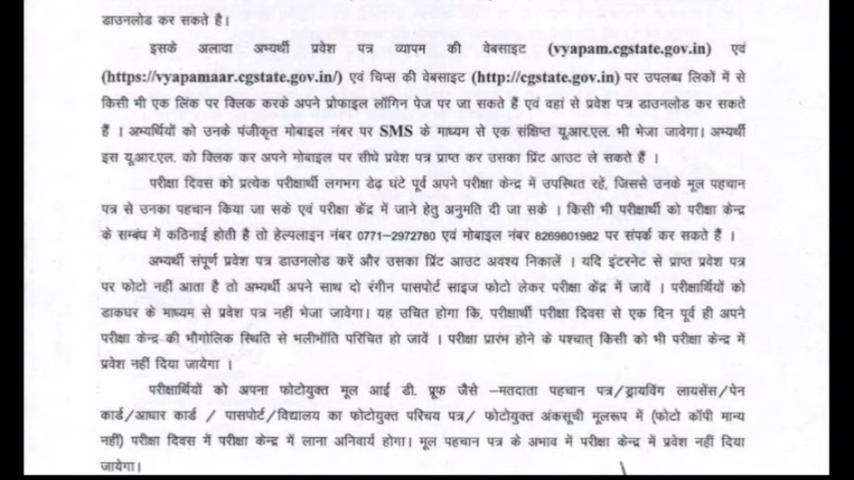 डाउनलोड कर सकते है।
इसके अलावा अभ्यर्थी प्रवेश पत्र व्यापम की वेबसाइट (vyapam.cgstate.gov.in) एवं
(https://vyapamaar.cgstate.gov.in/) एवं चिप्स की वेबसाइट (http://cgstate.gov.in) पर उपलब्ध लिकों में से
किसी भी एक लिंक पर क्लिक करके अपने प्रोफाइल लॉगिन पेज पर जा सकते हैं एवं वहां से प्रवेश पत्र डाउनलोड कर सकते
हैं । अभ्यर्थियों को उनके पंजीकृत मोबाइल नंबर पर SMS के माध्यम से एक संक्षिप्त यू.आर.एल. भी भेजा जावेगा। अभ्यर्थी
इस यू.आर.एल. को क्लिक कर अपने मोबाइल पर सीधे प्रवेश पत्र प्राप्त कर उसका प्रिंट आउट ले सकते हैं ।
परीक्षा दिवस को प्रत्येक परीक्षार्थी लगभग डेढ़ घंटे पूर्व अपने परीक्षा केन्द्र में उपस्थित रहें, जिससे उनके मूल पहचान
पत्र से उनका पहचान किया जा सके एवं परीक्षा केंद्र में जाने हेतु अनुमति दी जा सके । किसी भी परीक्षार्थी को परीक्षा केन्द्र
के सम्बंध में कठिनाई होती है तो हेल्पलाइन नंबर 0771–2972780 एवं मोबाइल नंबर 8269801982 पर संपर्क कर सकते हैं ।
अभ्यर्थी संपूर्ण प्रवेश पत्र डाउनलोड करें और उसका प्रिंट आउट अवश्य निकालें । यदि इंटरनेट से प्राप्त प्रवेश पत्र
पर फोटो नहीं आता है तो अभ्यर्थी अपने साथ दो रंगीन पासपोर्ट साइज फोटो लेकर परीक्षा केंद्र में जावें । परीक्षार्थियों को
डाकघर के माध्यम से प्रवेश पत्र नहीं भेजा जावेगा। यह उचित होगा कि, परीक्षार्थी परीक्षा दिवस से एक दिन पूर्व ही अपने
परीक्षा केन्द्र की भौगोलिक स्थिति से भलीभाँति परिचित हो जावें । परीक्षा प्रारंभ होने के पश्चात् किसी को भी परीक्षा केन्द्र में
प्रवेश नहीं दिया जायेगा ।
परीक्षार्थियों को अपना फोटोयुक्त मूल आई डी. प्रूफ जैसे –मतदाता पहचान पत्र/ड्रायविंग लायसेंस/पेन
कार्ड/आधार कार्ड / पासपोर्ट/विद्यालय का फोटोयुक्त परिचय पत्र/ फोटोयुक्त अंकसूची मूलरूप में (फोटो कॉपी मान्य
नहीं) परीक्षा दिवस में परीक्षा केन्द्र में लाना अनिवार्य होगा। मूल पहचान पत्र के अभाव में परीक्षा केन्द्र में प्रवेश नहीं दिया
जायेगा।